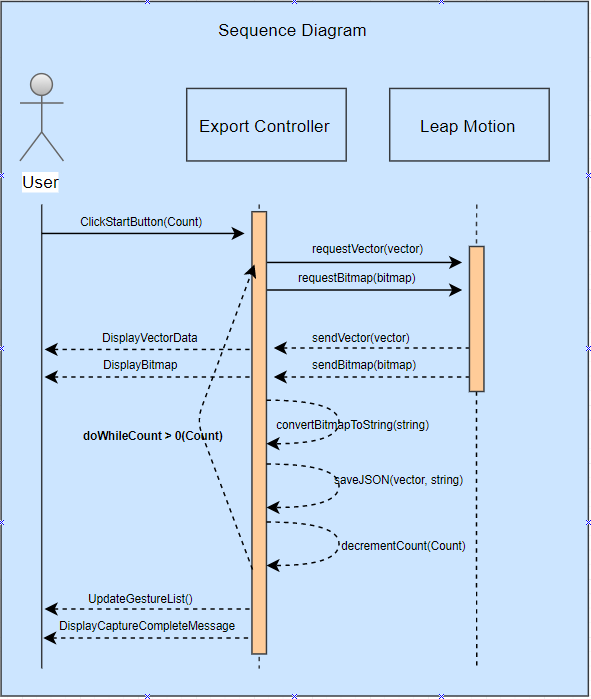 Sequence Diagram
Export Controller
Leap Motion
User
ClickStartButton(Count)
requestVector(vector)
requestBitmap(bitmap)
DisplayVectorData
sendVector(vector)
DisplayBitmap
sendBitmap(bitmap)
convertBitmapToString(string)
doWhileCount > 0(Count)
saveJSON(vector, string)
decrementCount(Count)
UpdateGestureList()
DisplayCaptureCompleteMessage